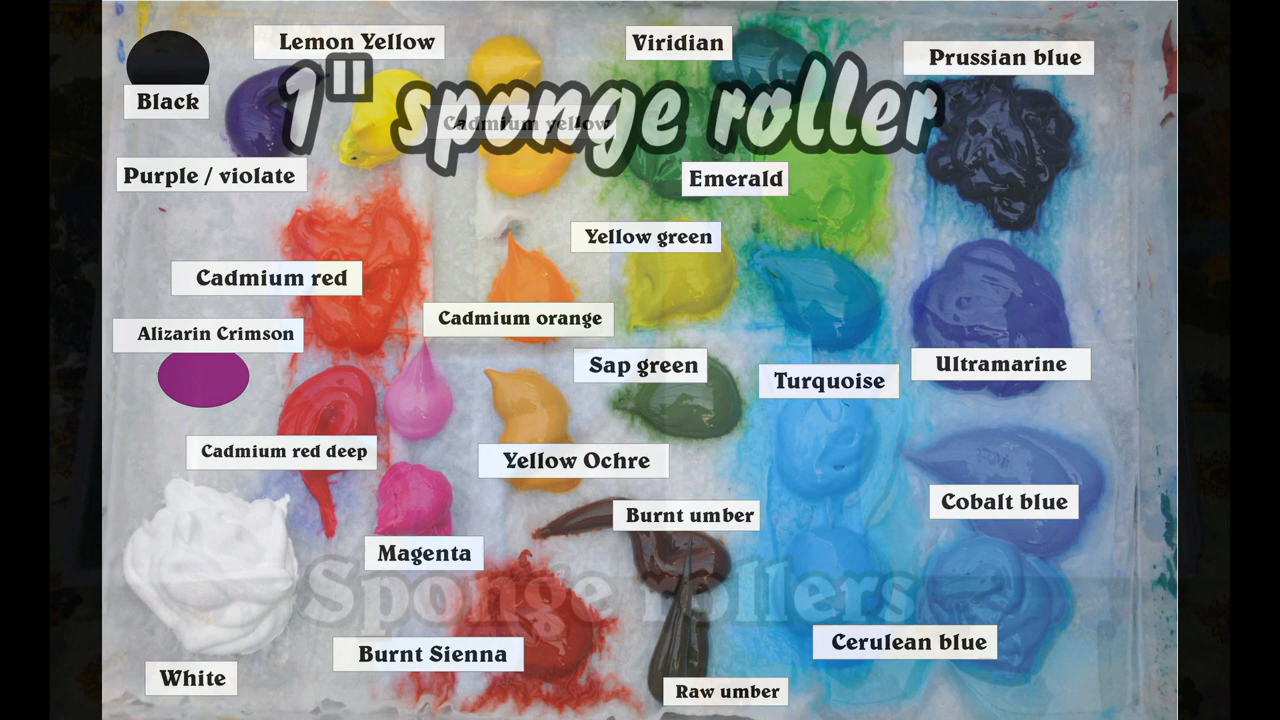 Lemon Yellow
Viridian
Prussian blue
Black
1" sponge roller
Cadmium yellow
Purple / violate
Emerald
Yellow green
Cadmium red
Cadmium orange
Alizarin Crimson
Sap green
Turquoise
Ultramarine
Cadmium red deep
Yellow Ochre
Cobalt blue
Burnt umber
Magenta
Sponge rollers
Cerulean blue
Burnt Sienna
White
Raw umber